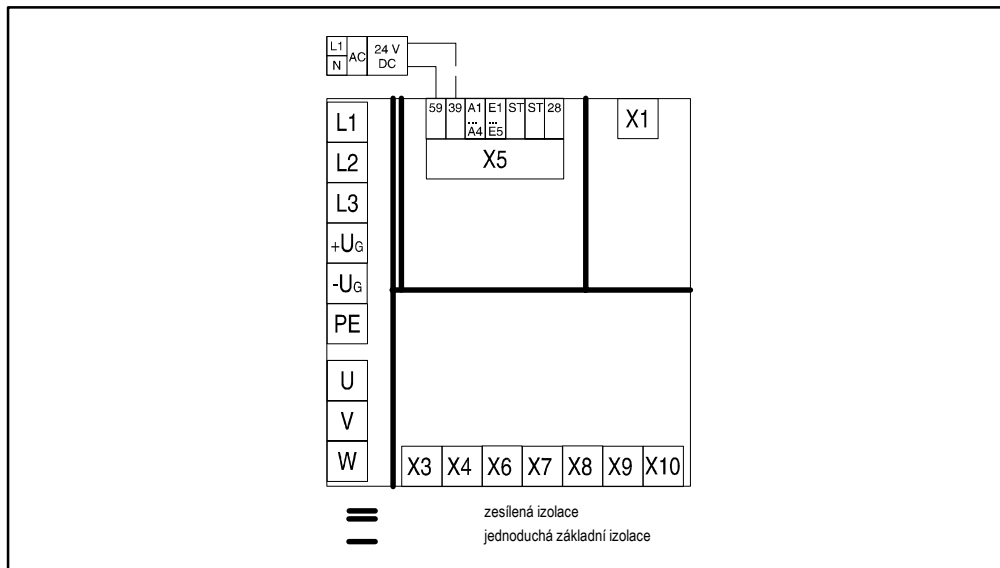 L1
N
AC
24 V
DC
59
39
A1
...
A4
E1
...
E5
ST
ST
28
X5
X1
L1
L2
L3
+UG
-UG
PE
U
V
W
X3
X4
X6
X7
X8
X9
X10
zesílená izolace
jednoduchá základní izolace